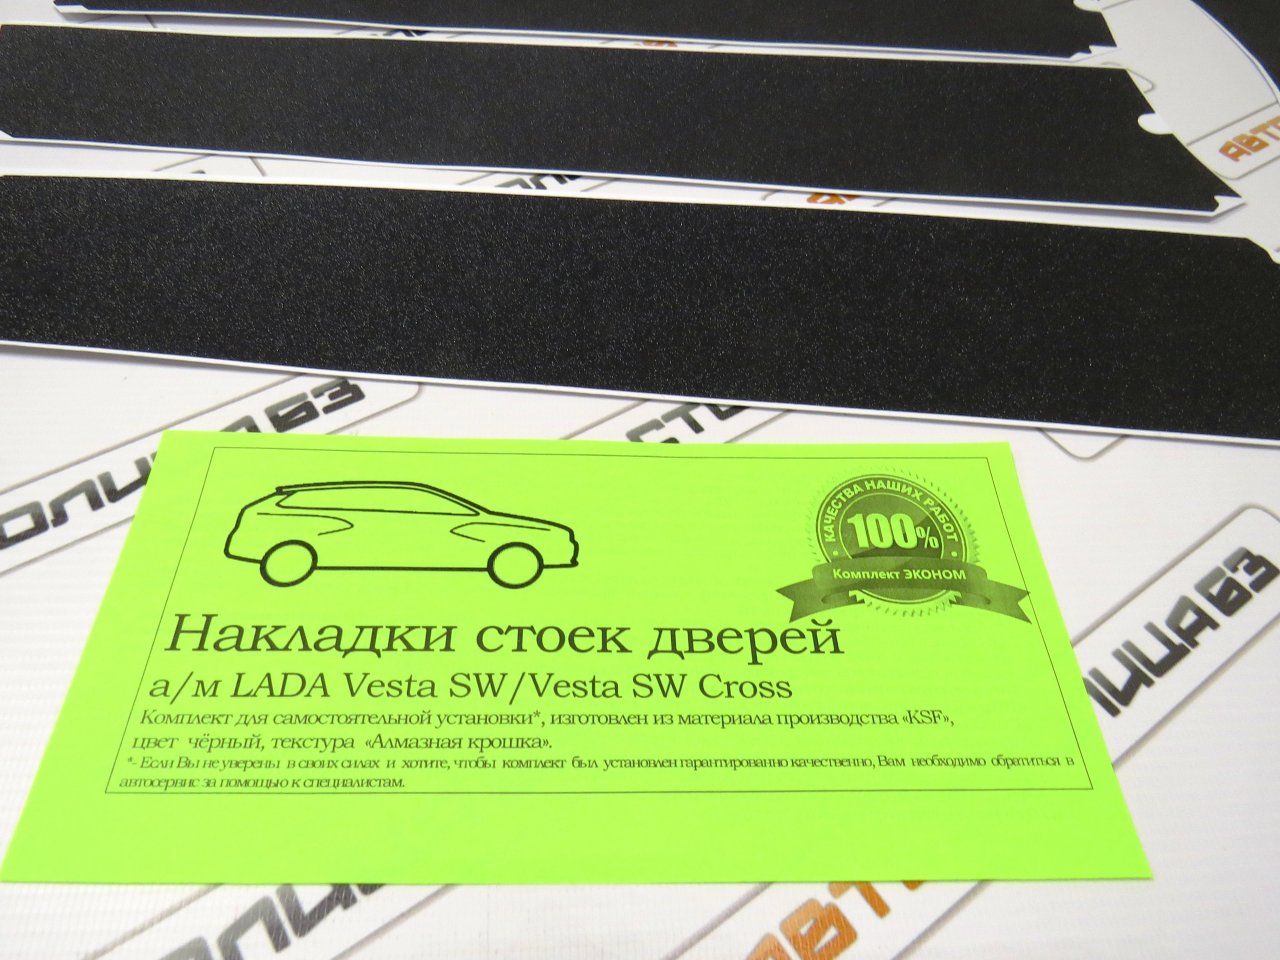 КАЧЕСТВА НАШИХ РАБОТ
100%
Комплект ЭКОНОМ
Накладки стоек дверей
а/м LADA Vesta SW/Vesta SW Cross
Комплект для самостоятельной установки*, изготовлен из материала производства «KSF»,
цвет чёрный, текстура «Алмазная крошка».
*- Если Вы не уверены в своих силах и хотите, чтобы комплект был установлен гарантированно качественно, Вам необходимо обратиться в
автосервис за помощью к специалистам.